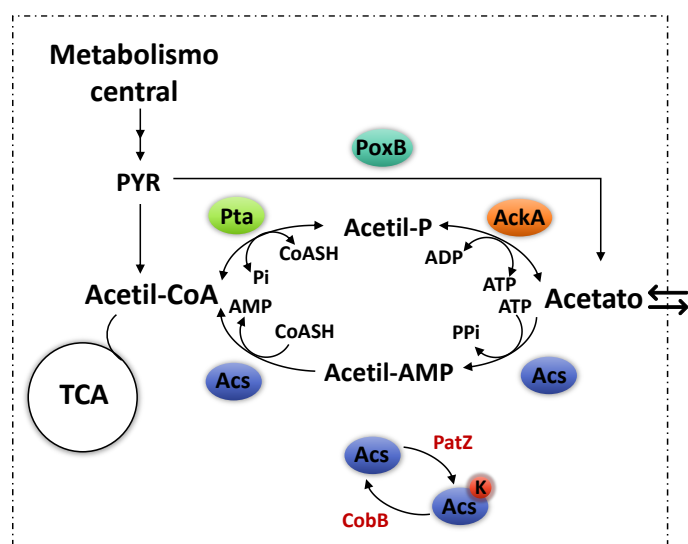 Metabolismo
central
PoxB
PYR
Pta
Acetil-P
AckA
CoASH
ADP
Pi
ATP
Acetil-CoA
AMP
ATP
Acetato
CoASH
PPi
Acs
Acetil-AMP
Acs
TCA
PatZ
Acs
K
Acs
CobB